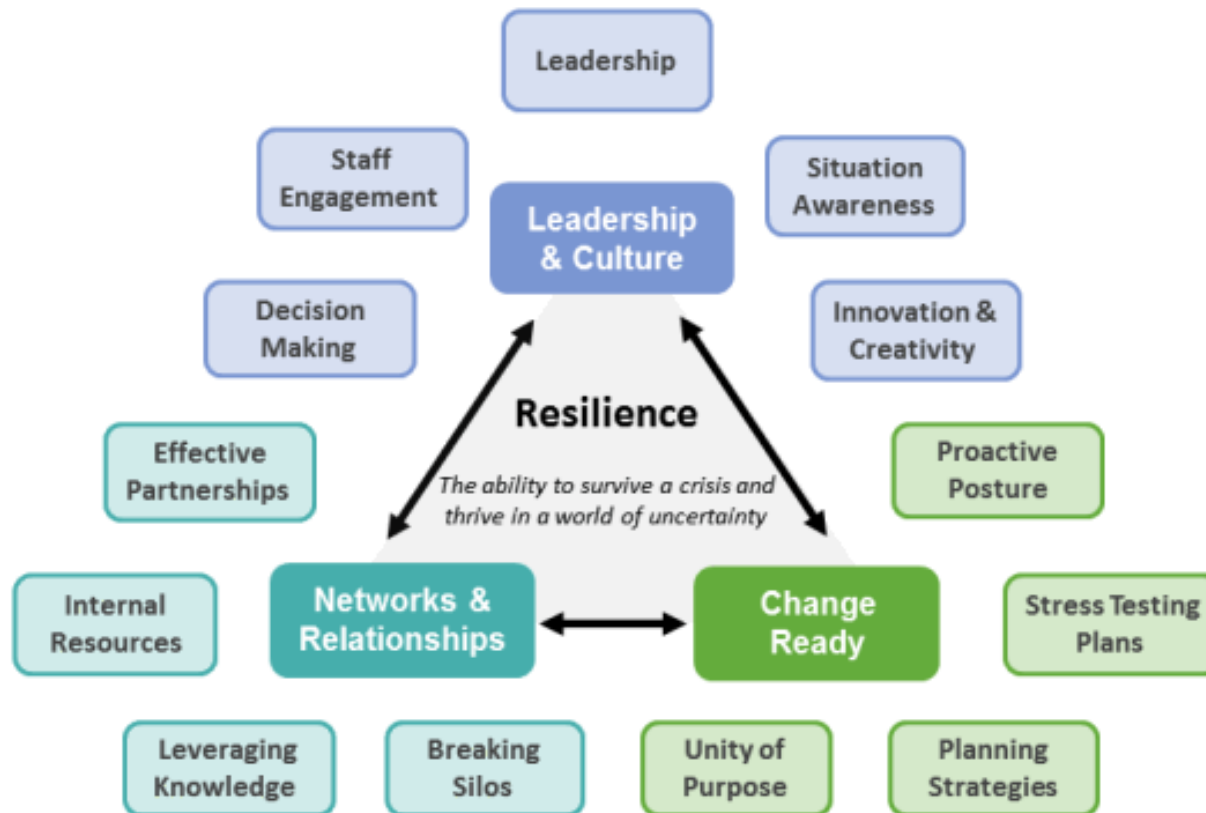 Leadership
Staff
Engagement
Situation
Awareness
Leadership
& Culture
Decision
Making
Innovation &
Creativity
Resilience
The ability to survive a crisis and
thrive in a world of uncertainty
Effective
Partnerships
Proactive
Posture
Internal
Resources
Networks &
Relationships
Change
Ready
Stress Testing
Plans
Leveraging
Knowledge
Breaking
Silos
Unity of
Purpose
Planning
Strategies